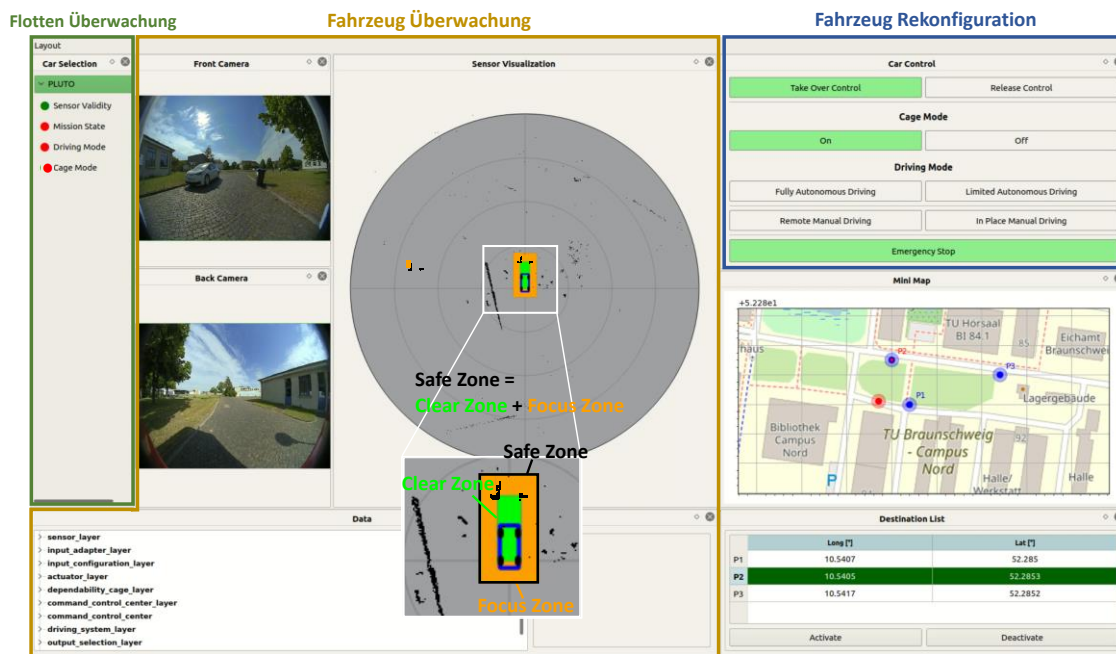 Flotten Überwachung
Fahrzeug Überwachung
Fahrzeug Rekonfiguration
Layout
Car Selection
PLUTO
Sensor Validity
Mission State
Driving Mode
Cage Mode
Front Camera
Back Camera
Sensor Visualization
Safe Zone =
Clear Zone + Focus Zone
Safe Zone
Clear Zone
Focus Zone
Data
sensor_layer
input_adapter_layer
input_configuration_layer
actuator_layer
dependability_cage_layer
command_control_center_layer
command_control_center
driving_system_layer
output_selection_layer
Car Control
Take Over Control
Release Control
Cage Mode
On
Off
Driving Mode
Fully Autonomous Driving
Limited Autonomous Driving
Remote Manual Driving
In Place Manual Driving
Emergency Stop
Mini Map
+5.228e1
TU Hörsaal
BI 84.1
85
Eichamt
Braunschwei
haus
P2
P3
P1
Lagergebäude
Bibliothek
Campus
Nord
TU Braunschweig
- Campus
Nord
92
P
Halle/
Werkstatt
Halle
Destination List
Long [°]
Lat [°]
P1 10.5407 52.285
P2 10.5405 52.2853
P3 10.5417 52.2852
Activate
Deactivate